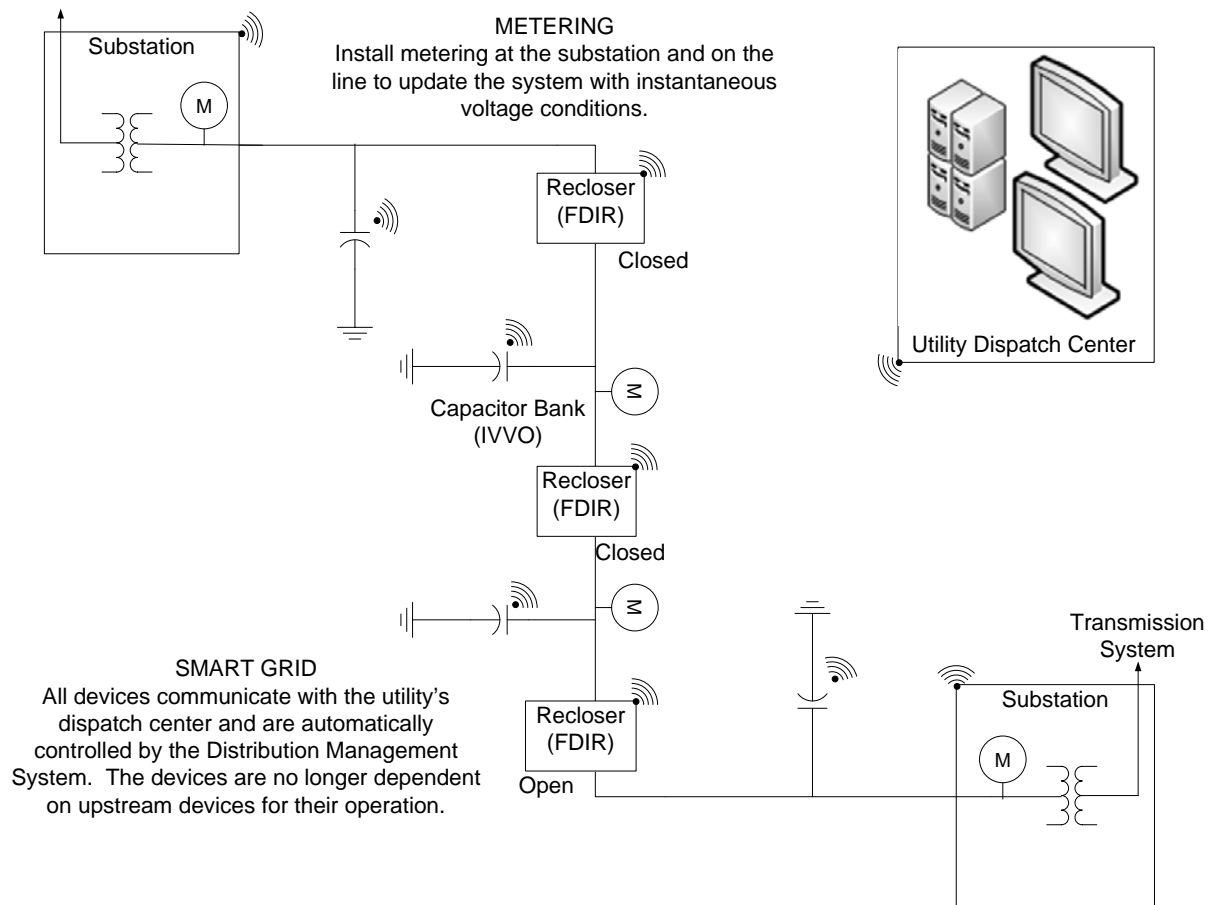 Substation
M
METERING
Install metering at the substation and on the
line to update the system with instantaneous
voltage conditions.
Recloser
(FDIR)
Closed
Utility Dispatch Center
Capacitor Bank
(IVVO)
M
Recloser
(FDIR)
Closed
M
SMART GRID
All devices communicate with the utility’s
dispatch center and are automatically
controlled by the Distribution Management
System.  The devices are no longer dependent
on upstream devices for their operation.
Recloser
(FDIR)
Open
Transmission
System
Substation
M